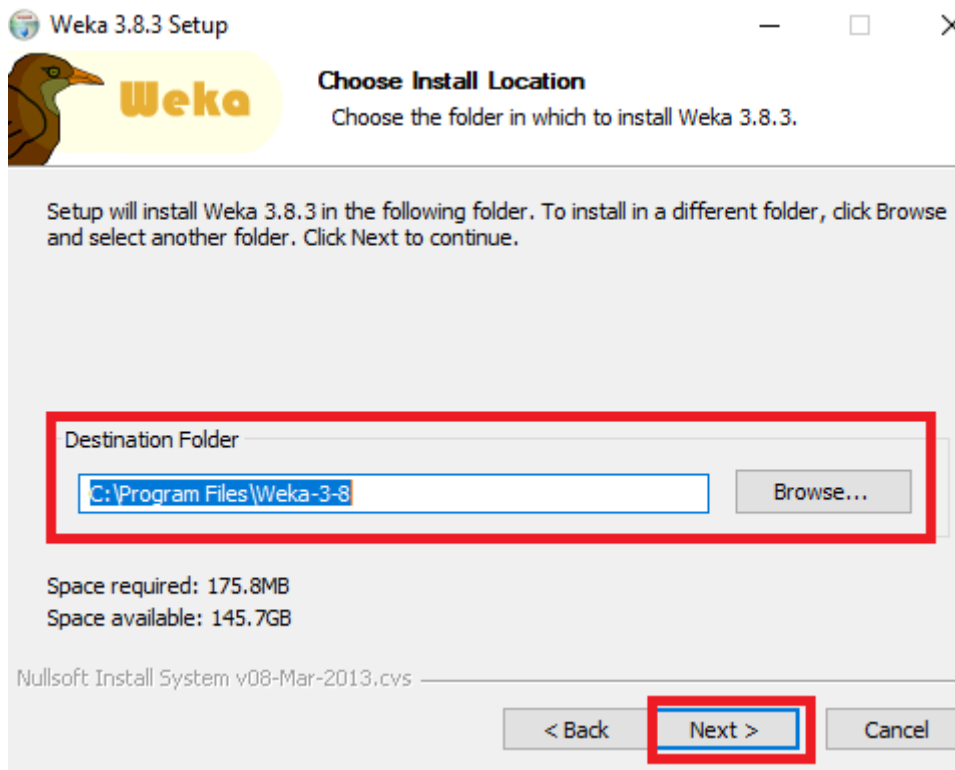 Weka 3.8.3 Setup
Weka
Choose Install Location
Choose the folder in which to install Weka 3.8.3.
Setup will install Weka 3.8.3 in the following folder. To install in a different folder, click Browse
and select another folder. Click Next to continue.
Destination Folder
C:\Program Files\Weka-3-8
Browse...
Space required: 175.8MB
Space available: 145.7GB
Nullsoft Install System v08-Mar-2013.cvs
< Back Next > Cancel